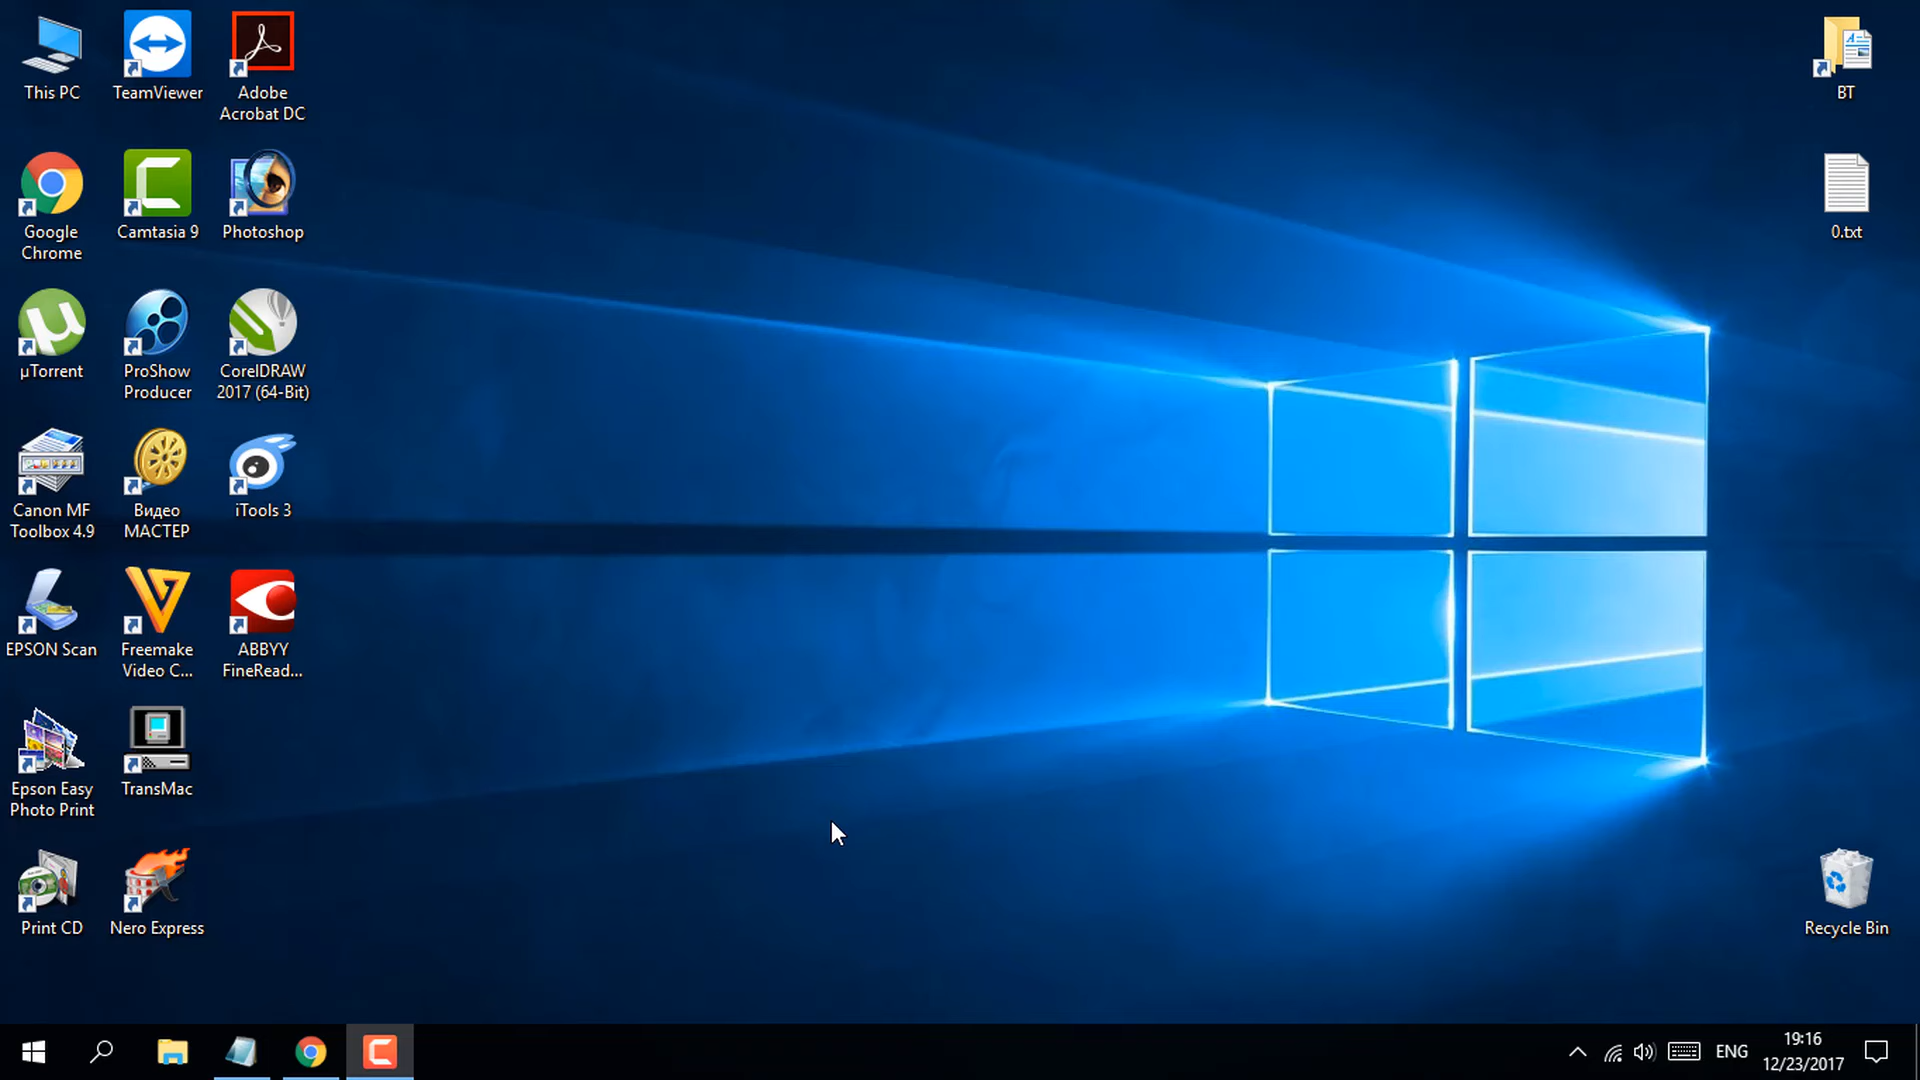 This PC
TeamViewer
Adobe
Acrobat DC
BT
Google
Chrome
Camtasia 9
Photoshop
0.txt
µTorrent
ProShow
Producer
CorelDRAW
2017 (64-Bit)
Canon MF
Toolbox 4.9
Видео
МАСТЕР
iTools 3
EPSON Scan
Freemake
Video C...
ABBYY
FineRead...
Epson Easy
Photo Print
TransMac
Print CD
Nero Express
Recycle Bin
ENG
19:16
12/23/2017